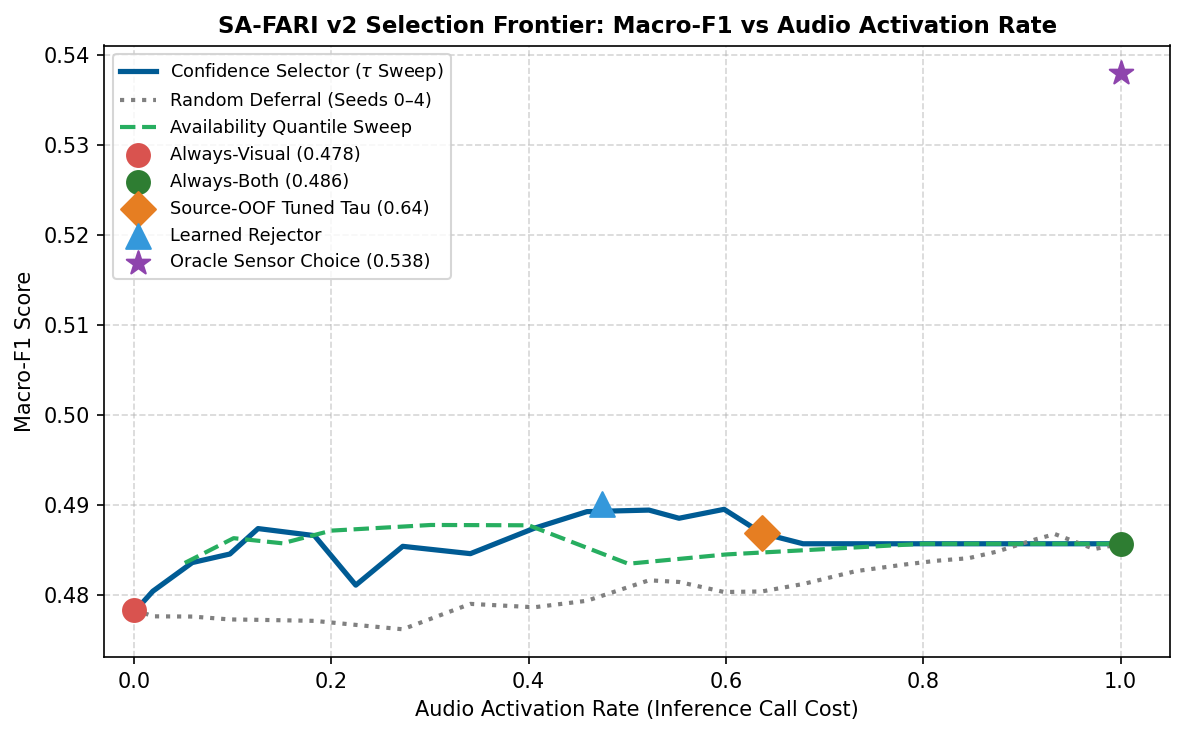 SA-FARI v2 Selection Frontier: Macro-F1 vs Audio Activation Rate
Confidence Selector (τ Sweep)
Random Deferral (Seeds 0–4)
Availability Quantile Sweep
Always-Visual (0.478)
Always-Both (0.486)
Source-OOF Tuned Tau (0.64)
Learned Rejector
Oracle Sensor Choice (0.538)
Macro-F1 Score
0.54
0.53
0.52
0.51
0.50
0.49
0.48
0.0 0.2 0.4 0.6 0.8 1.0
Audio Activation Rate (Inference Call Cost)